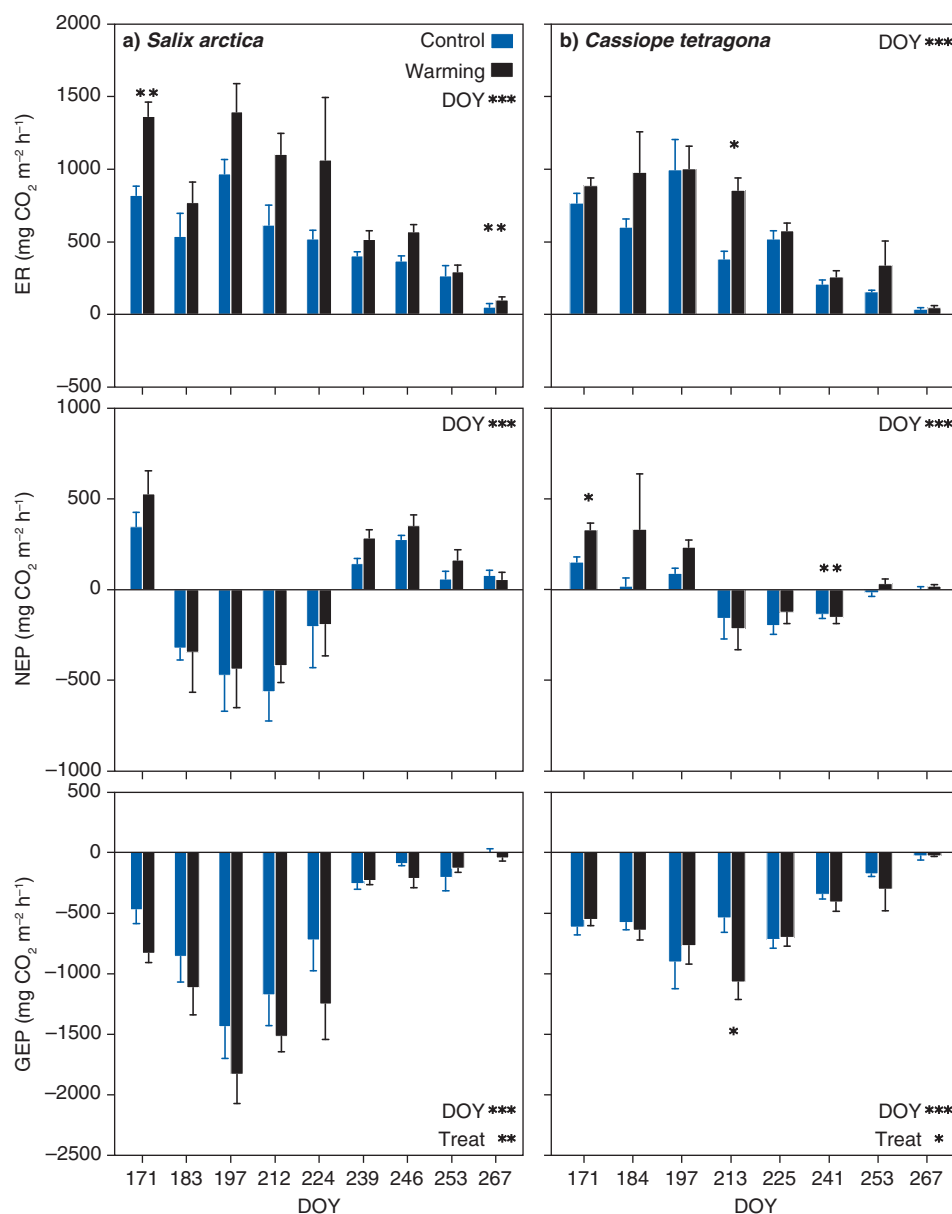 a) Salix arctica
Control
Warming
DOY ***
**
**
2000
1500
1000
500
0
−500
ER (mg CO₂ m⁻² h⁻¹)
b) Cassiope tetragona
DOY ***
*
DOY ***
1000
500
0
−500
−1000
NEP (mg CO₂ m⁻² h⁻¹)
DOY ***
*
**
500
0
−500
−1000
−1500
−2000
−2500
GEP (mg CO₂ m⁻² h⁻¹)
DOY ***
Treat **
*
DOY ***
Treat *
171 183 197 212 224 239 246 253 267
DOY
171 184 197 213 225 241 253 267
DOY